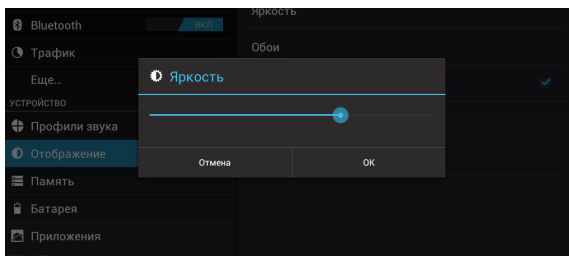 Bluetooth
ВКЛ
Яркость
Трафик
Обои
Еще...
Яркость
УСТРОЙСТВО
Профили звука
Отображение
Отмена
ОК
Память
Батарея
Приложения